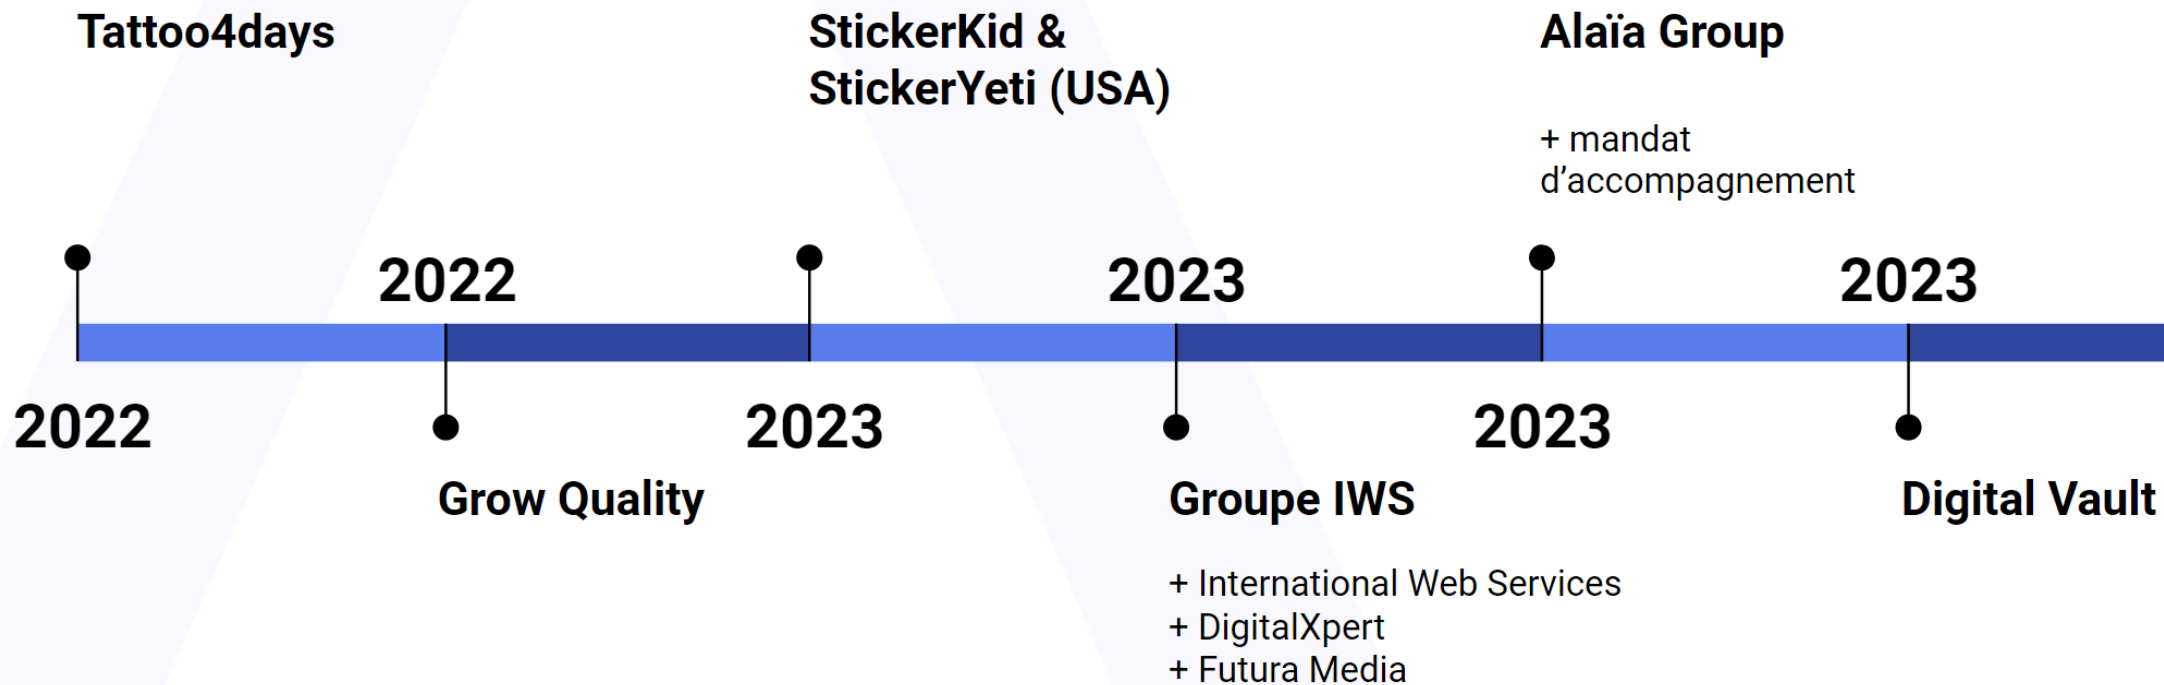 Tattoo4days
StickerKid &
StickerYeti (USA)
Alaïa Group
+ mandat
d’accompagnement
2022
2023
2023
2022
2023
2023
Grow Quality
Groupe IWS
Digital Vault
+ International Web Services
+ DigitalXpert
+ Futura Media